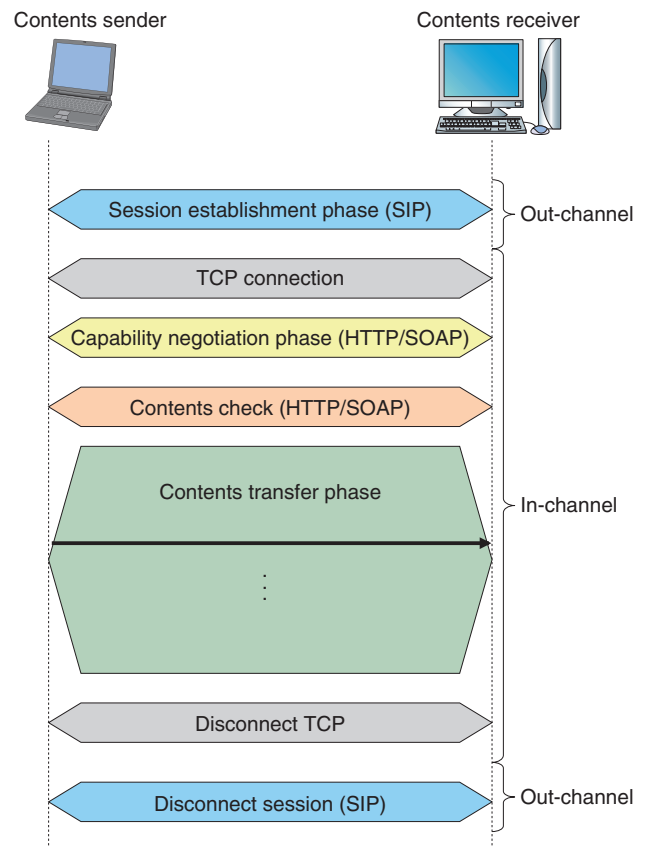 Contents sender
Contents receiver
Session establishment phase (SIP)
Out-channel
TCP connection
Capability negotiation phase (HTTP/SOAP)
Contents check (HTTP/SOAP)
Contents transfer phase
In-channel
Disconnect TCP
Disconnect session (SIP)
Out-channel